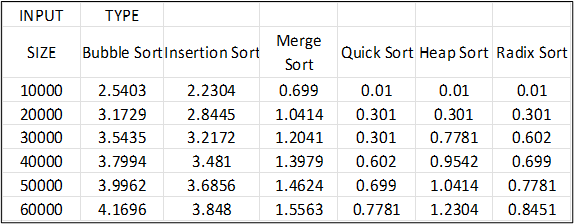 INPUT TYPE
SIZE Bubble Sort Insertion Sort Merge Sort Quick Sort Heap Sort Radix Sort
10000 2.5403 2.2304 0.699 0.01 0.01 0.01
20000 3.1729 2.8445 1.0414 0.301 0.301 0.301
30000 3.5435 3.2172 1.2041 0.301 0.7781 0.602
40000 3.7994 3.481 1.3979 0.602 0.9542 0.699
50000 3.9962 3.6856 1.4624 0.699 1.0414 0.7781
60000 4.1696 3.848 1.5563 0.7781 1.2304 0.8451